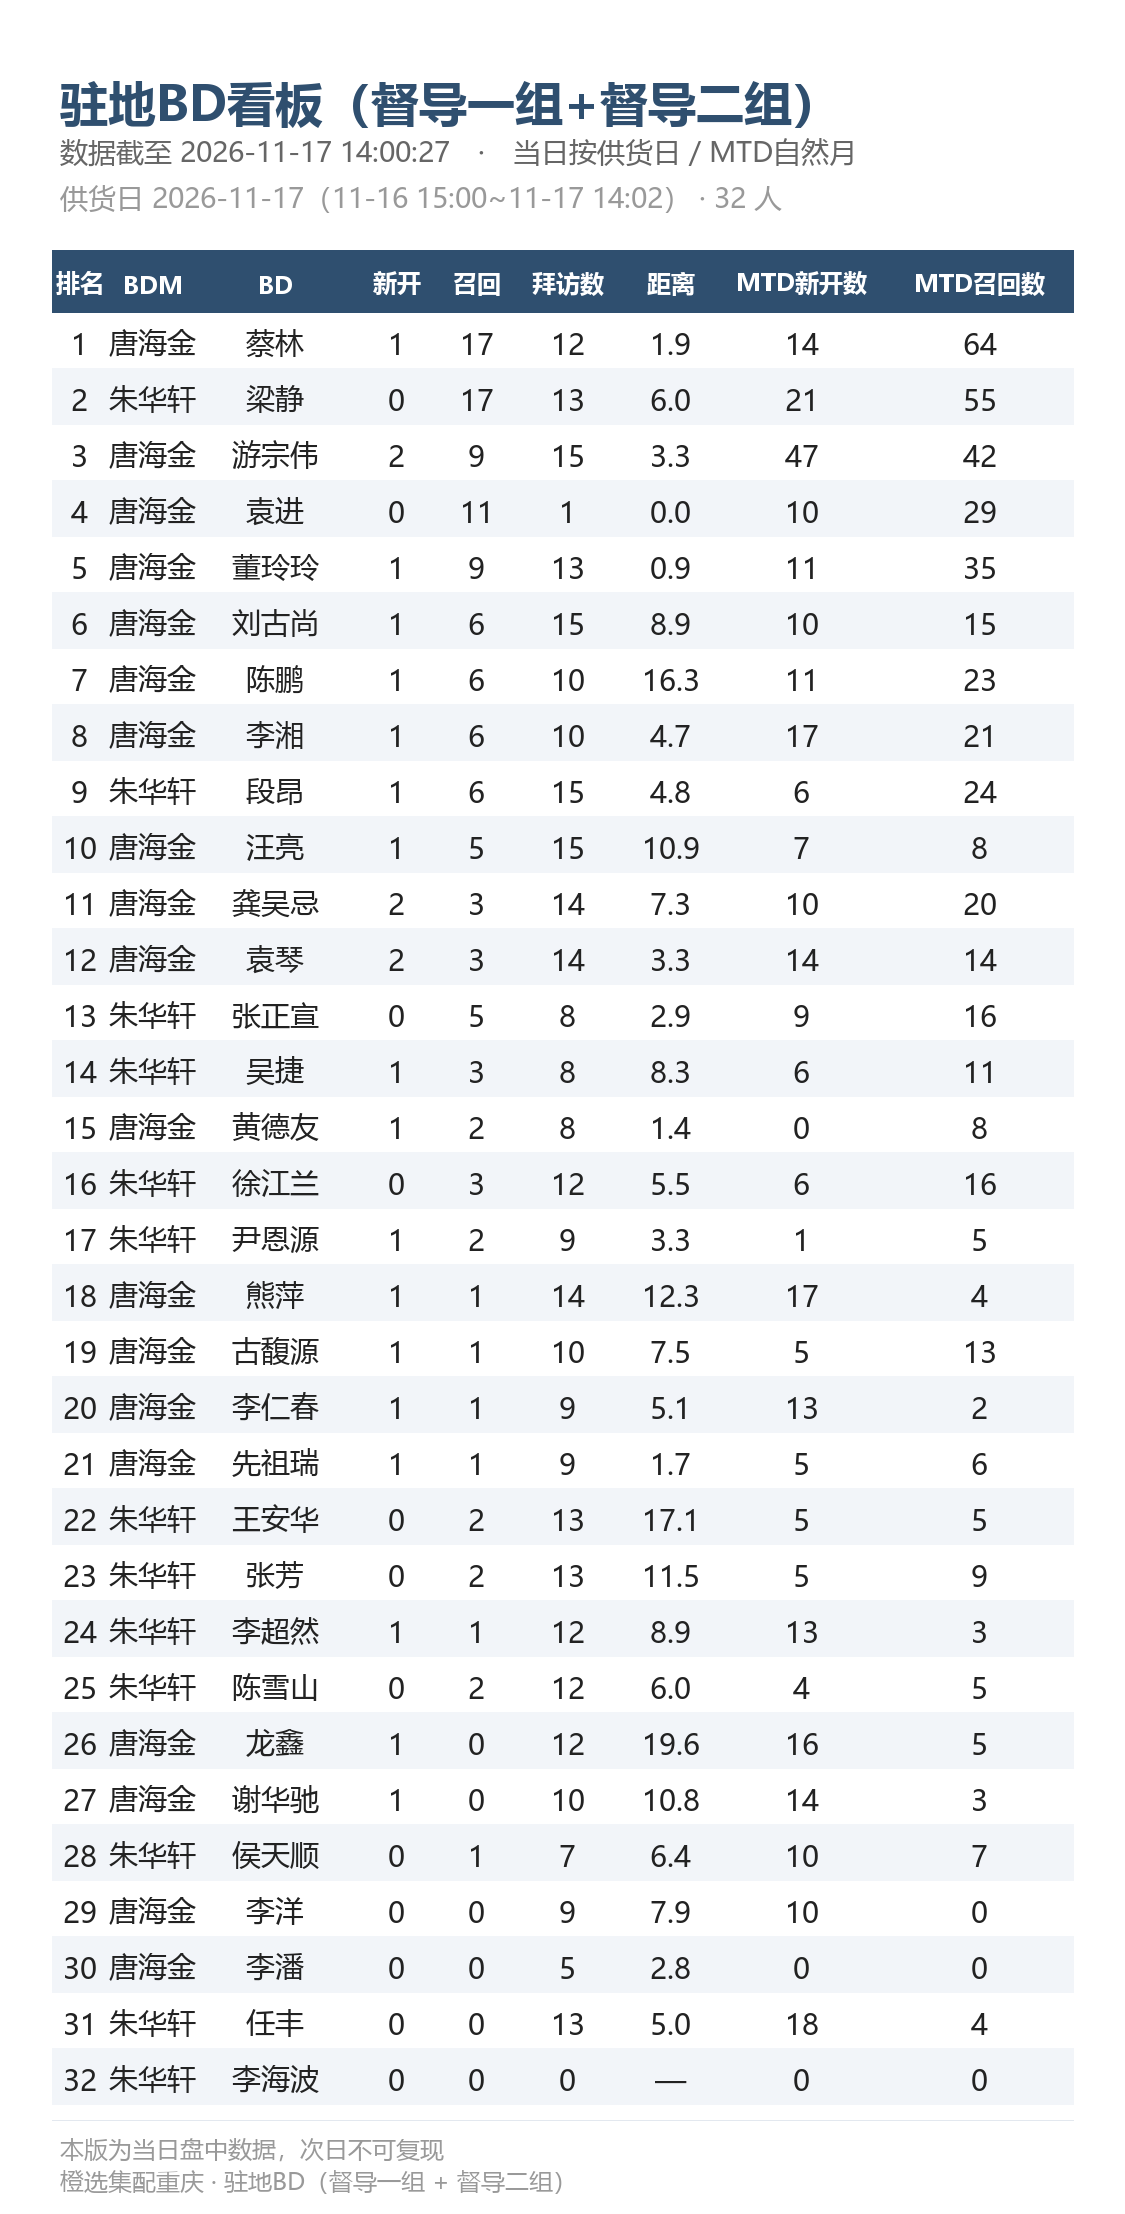 驻地BD看板（督导一组+督导二组）
数据截至 2026-11-17 14:00:27 · 当日按供货日 / MTD自然月
供货日 2026-11-17（11-16 15:00~11-17 14:02） · 32 人
排名 BDM BD 新开 召回 拜访数 距离 MTD新开数 MTD召回数
1 唐海金 蔡林 1 17 12 1.9 14 64
2 朱华轩 梁静 0 17 13 6.0 21 55
3 唐海金 游宗伟 2 9 15 3.3 47 42
4 唐海金 袁进 0 11 1 0.0 10 29
5 唐海金 董玲玲 1 9 13 0.9 11 35
6 唐海金 刘古尚 1 6 15 8.9 10 15
7 唐海金 陈鹏 1 6 10 16.3 11 23
8 唐海金 李湘 1 6 10 4.7 17 21
9 朱华轩 段昂 1 6 15 4.8 6 24
10 唐海金 汪亮 1 5 15 10.9 7 8
11 唐海金 龚吴忌 2 3 14 7.3 10 20
12 唐海金 袁琴 2 3 14 3.3 14 14
13 朱华轩 张正宣 0 5 8 2.9 9 16
14 朱华轩 吴捷 1 3 8 8.3 6 11
15 唐海金 黄德友 1 2 8 1.4 0 8
16 朱华轩 徐江兰 0 3 12 5.5 6 16
17 朱华轩 尹恩源 1 2 9 3.3 1 5
18 唐海金 熊萍 1 1 14 12.3 17 4
19 唐海金 古馥源 1 1 10 7.5 5 13
20 唐海金 李仁春 1 1 9 5.1 13 2
21 唐海金 先祖瑞 1 1 9 1.7 5 6
22 朱华轩 王安华 0 2 13 17.1 5 5
23 朱华轩 张芳 0 2 13 11.5 5 9
24 朱华轩 李超然 1 1 12 8.9 13 3
25 朱华轩 陈雪山 0 2 12 6.0 4 5
26 唐海金 龙鑫 1 0 12 19.6 16 5
27 唐海金 谢华驰 1 0 10 10.8 14 3
28 朱华轩 侯天顺 0 1 7 6.4 10 7
29 唐海金 李洋 0 0 9 7.9 10 0
30 唐海金 李潘 0 0 5 2.8 0 0
31 朱华轩 任丰 0 0 13 5.0 18 4
32 朱华轩 李海波 0 0 0 — 0 0
本版为当日盘中数据，次日不可复现
橙选集配重庆 · 驻地BD（督导一组 + 督导二组）